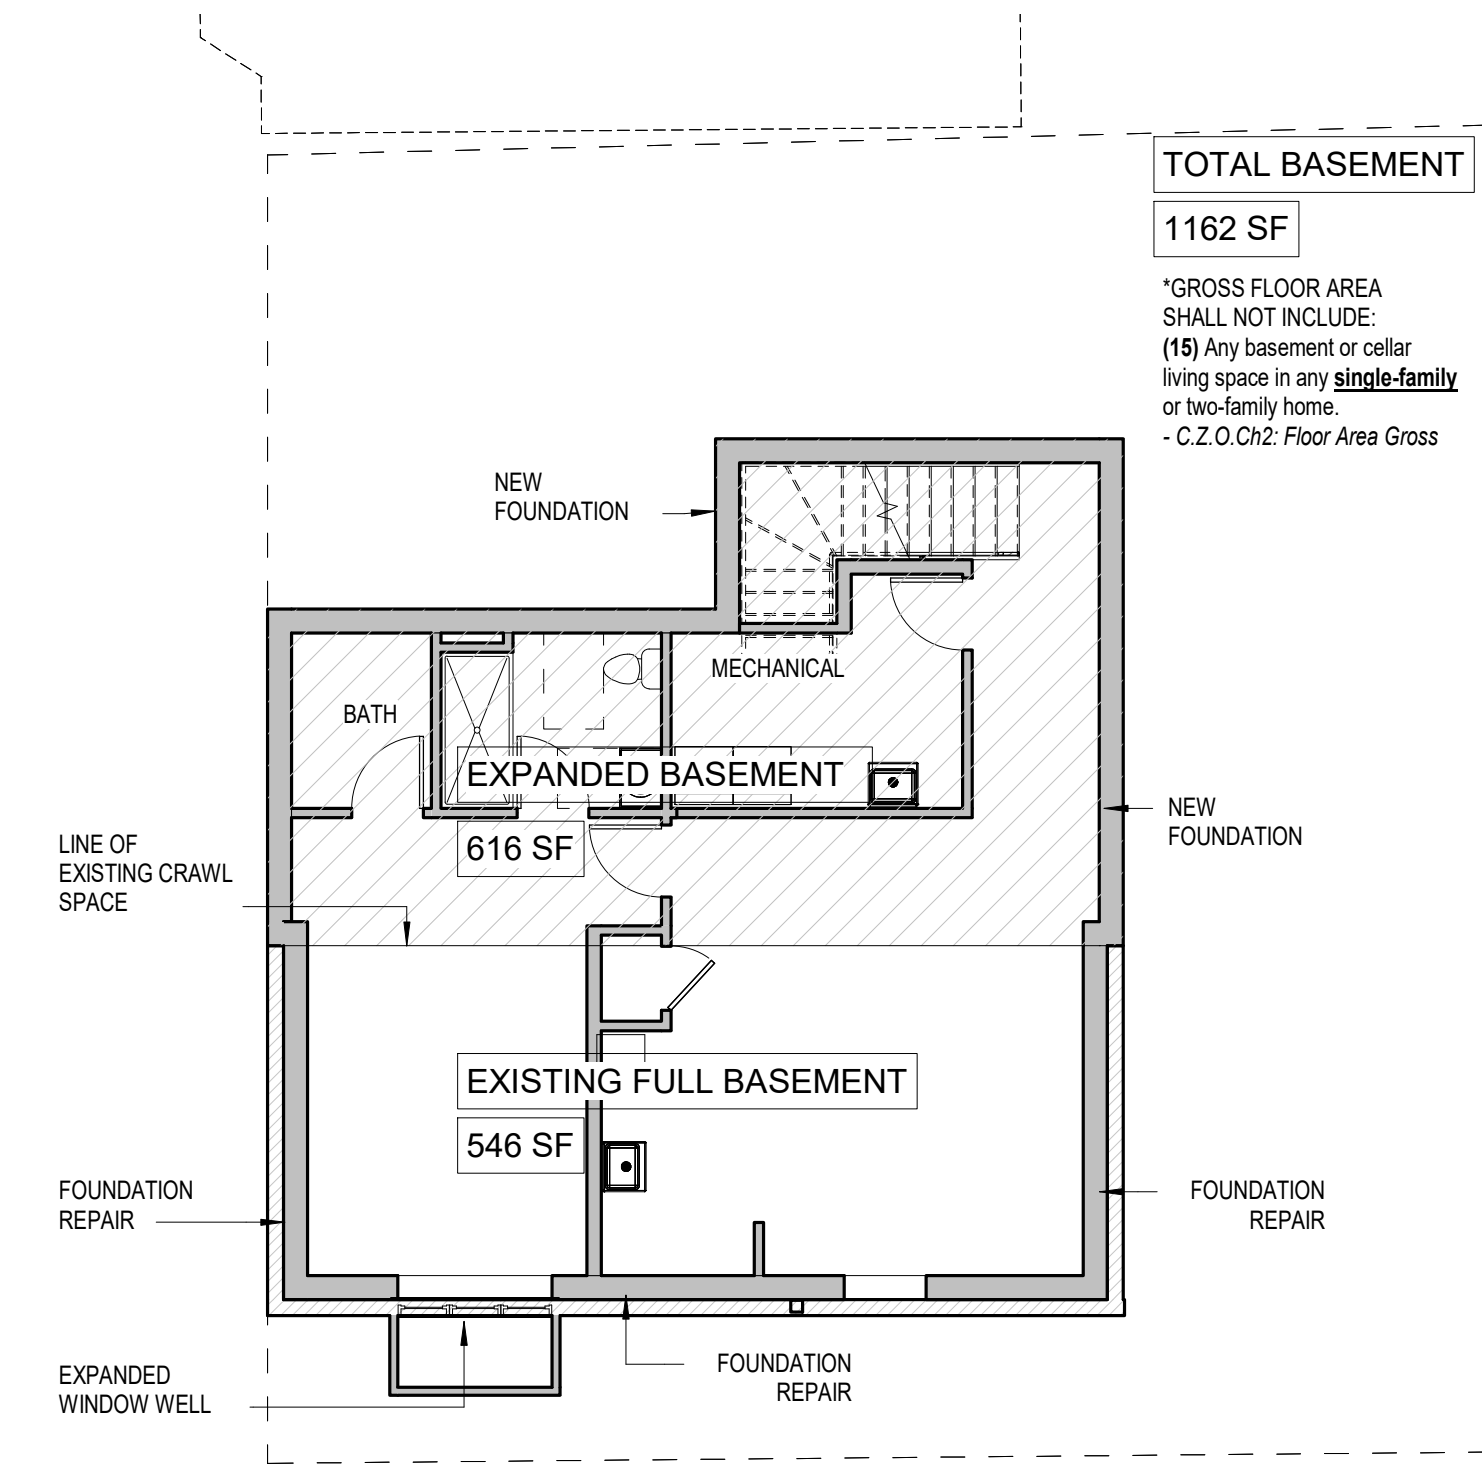 TOTAL BASEMENT
1162 SF
*GROSS FLOOR AREA
SHALL NOT INCLUDE:
(15) Any basement or cellar
living space in any single-family
or two-family home.
- C.Z.O.Ch2: Floor Area Gross
NEW
FOUNDATION
MECHANICAL
BATH
EXPANDED BASEMENT
616 SF
NEW
FOUNDATION
LINE OF
EXISTING CRAWL
SPACE
EXISTING FULL BASEMENT
546 SF
FOUNDATION
REPAIR
FOUNDATION
REPAIR
FOUNDATION
REPAIR
EXPANDED
WINDOW WELL